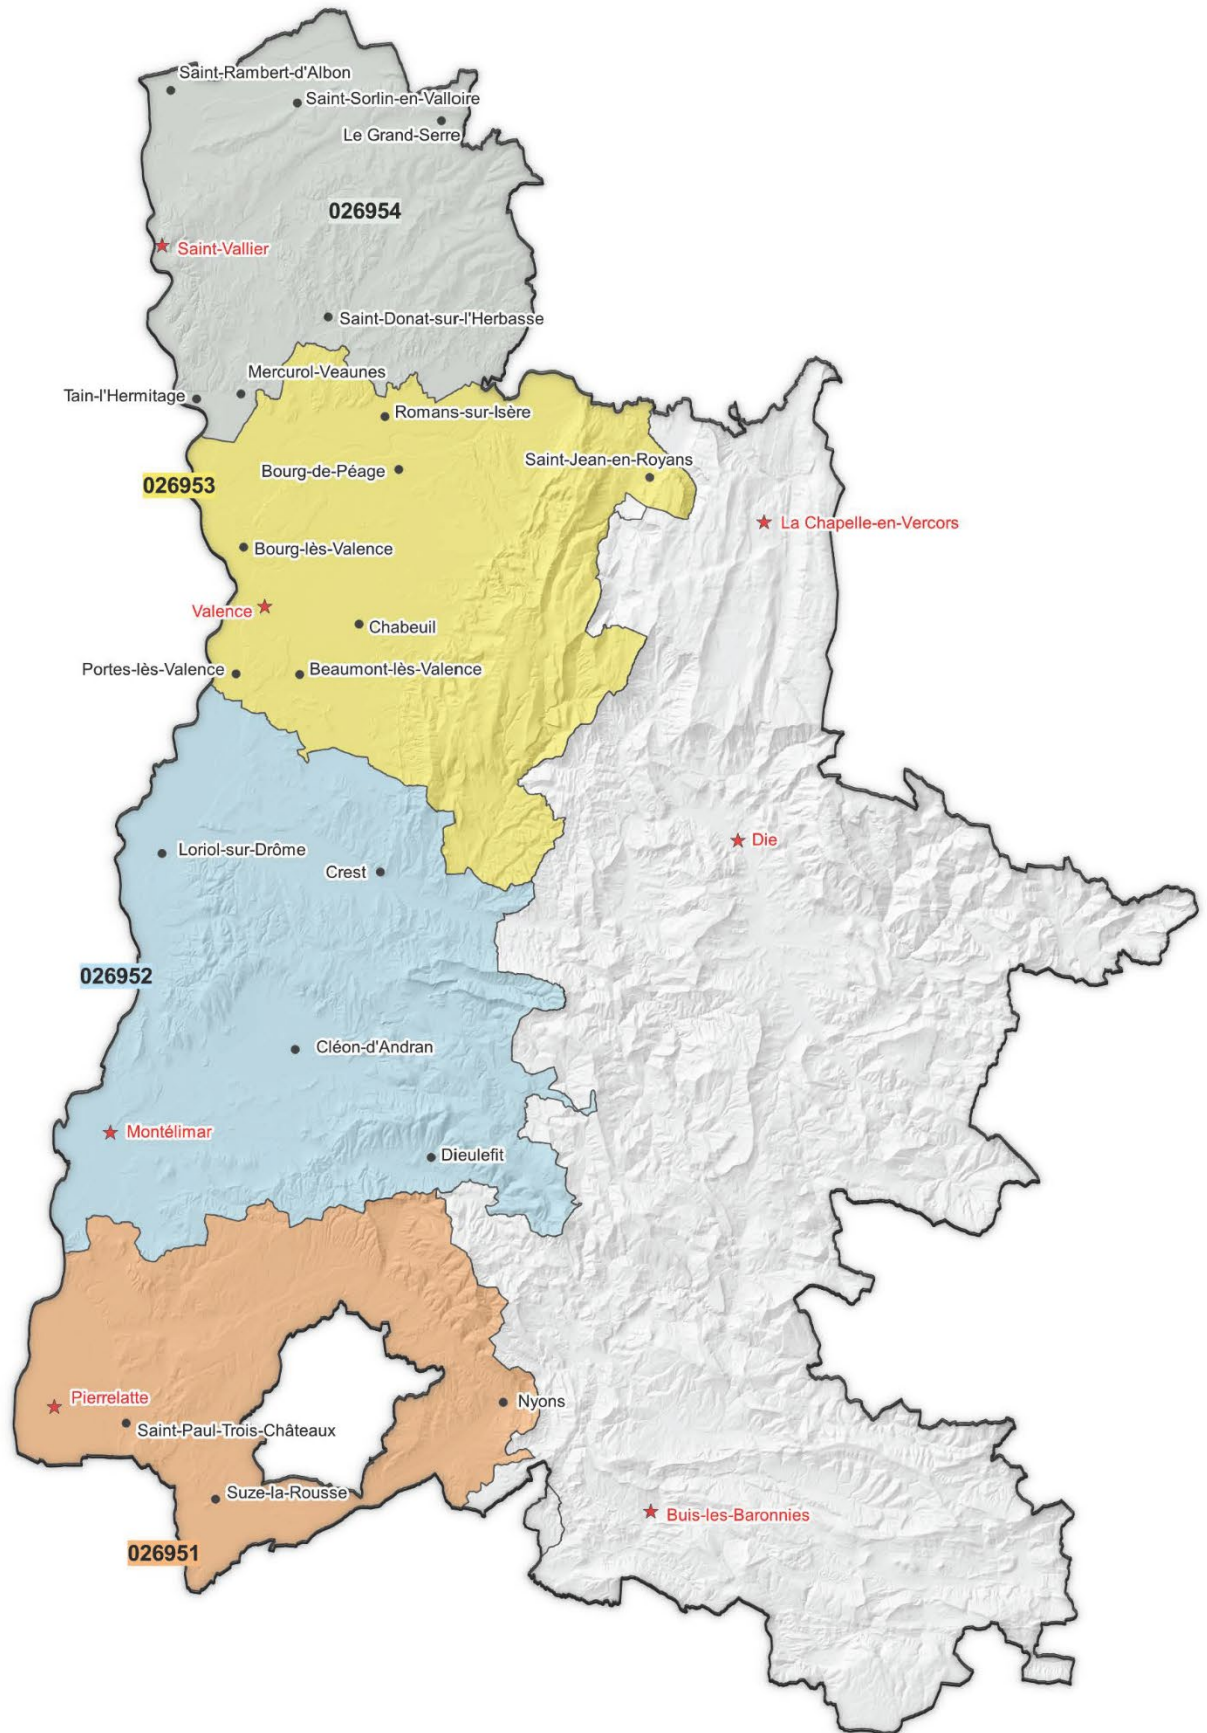 Saint-Rambert-d'Albon
Saint-Sorlin-en-Valloire
Le Grand-Serre
026954
Saint-Vallier
Saint-Donat-sur-l'Herbasse
Mercurol-Veaunes
Tain-l'Hermitage
Romans-sur-Isère
Saint-Jean-en-Royans
Bourg-de-Péage
026953
La Chapelle-en-Vercors
Bourg-lès-Valence
Valence
Chabeuil
Portes-lès-Valence
Beaumont-lès-Valence
Die
Loriol-sur-Drôme
Crest
026952
Cléon-d'Andran
Montélimar
Dieulefit
Pierrelatte
Nyons
Saint-Paul-Trois-Châteaux
Suze-la-Rousse
Buis-les-Baronnies
026951